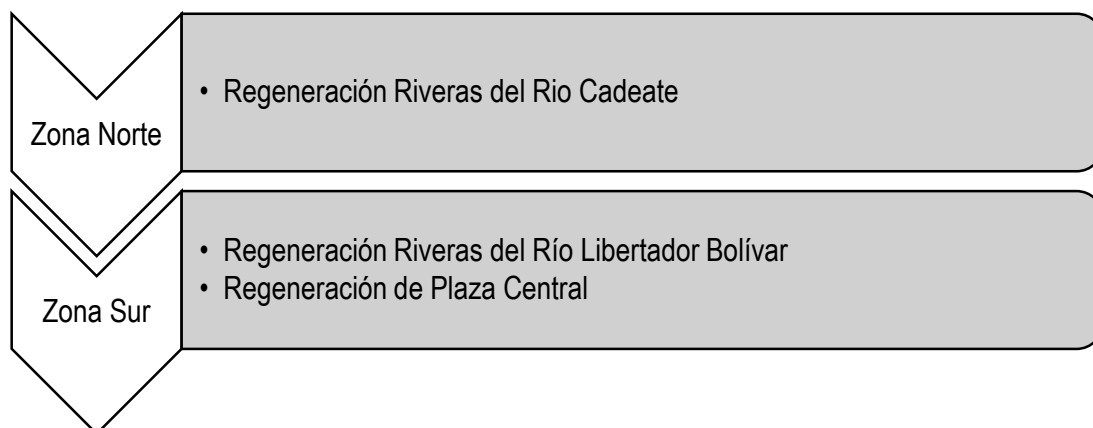 Zona Norte
• Regeneración Riveras del Rio Cadeate
Zona Sur
• Regeneración Riveras del Río Libertador Bolívar
• Regeneración de Plaza Central